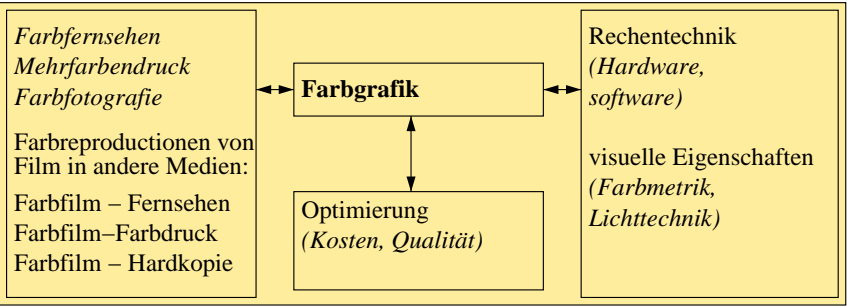 Farbfernsehen
Mehrfarbendruck
Farbfotografie
Farbreproductionen von
Film in andere Medien:
Farbfilm – Fernsehen
Farbfilm–Farbdruck
Farbfilm – Hardkopie
Farbgrafik
Optimierung
(Kosten, Qualität)
Rechentechnik
(Hardware,
software)
visuelle Eigenschaften
(Farbmetrik,
Lichttechnik)